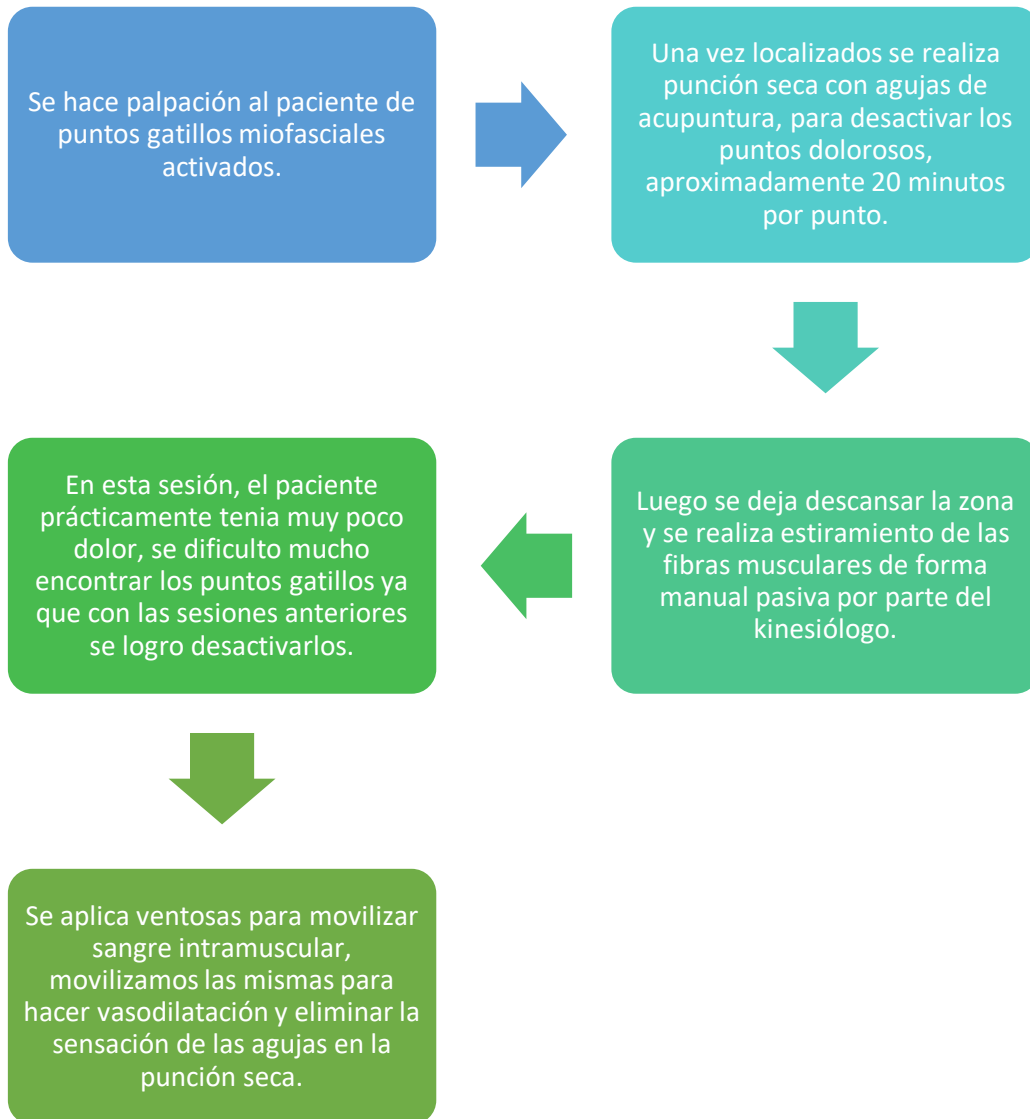 Se hace palpación al paciente de
puntos gatillos miofasciales
activados.
Una vez localizados se realiza
punción seca con agujas de
acupuntura, para desactivar los
puntos dolorosos,
aproximadamente 20 minutos
por punto.
Luego se deja descansar la zona
y se realiza estiramiento de las
fibras musculares de forma
manual pasiva por parte del
kinesiólogo.
En esta sesión, el paciente
prácticamente tenia muy poco
dolor, se dificulto mucho
encontrar los puntos gatillos ya
que con las sesiones anteriores
se logro desactivarlos.
Se aplica ventosas para movilizar
sangre intramuscular,
movilizamos las mismas para
hacer vasodilatación y eliminar la
sensación de las agujas en la
punción seca.